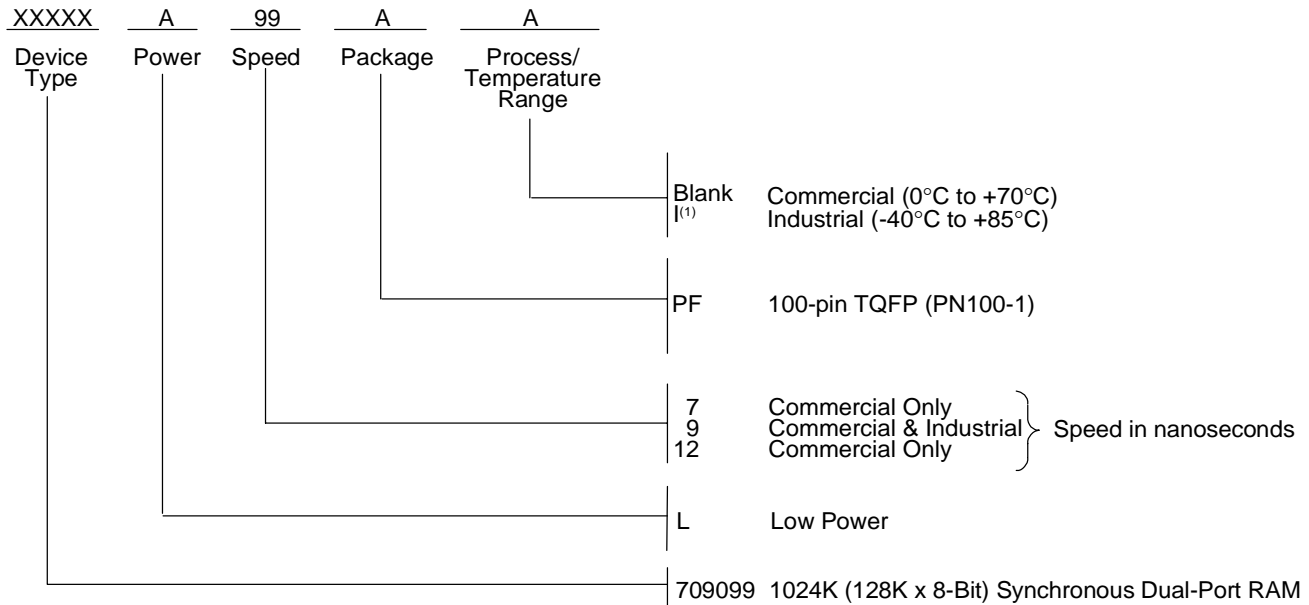 XXXXX A 99 A A
Device Type Power Speed Package Process/ Temperature Range
Blank Commercial (0°C to +70°C)
I(1) Industrial (-40°C to +85°C)
PF 100-pin TQFP (PN100-1)
7 Commercial Only
9 Commercial & Industrial Speed in nanoseconds
12 Commercial Only
L Low Power
709099 1024K (128K x 8-Bit) Synchronous Dual-Port RAM